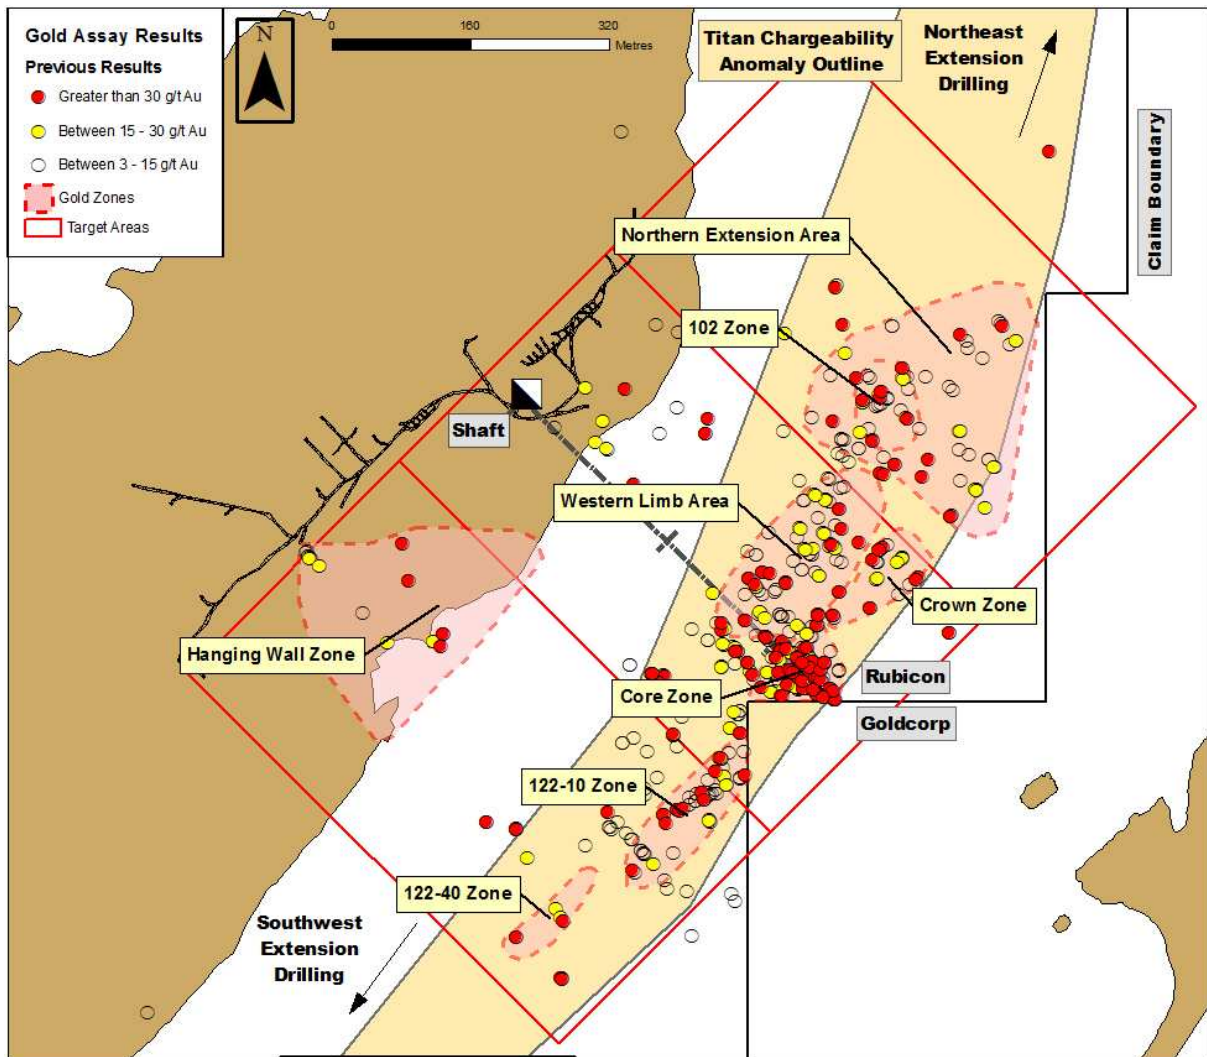 Gold Assay Results
Previous Results
Greater than 30 g/t Au
Between 15 - 30 g/t Au
Between 3 - 15 g/t Au
Gold Zones
Target Areas
N
0 160 320
Metres
Titan Chargeability
Anomaly Outline
Northeast
Extension
Drilling
Claim Boundary
Northern Extension Area
102 Zone
Shaft
Western Limb Area
Crown Zone
Hanging Wall Zone
Rubicon
Core Zone
Goldcorp
122-10 Zone
122-40 Zone
Southwest
Extension
Drilling